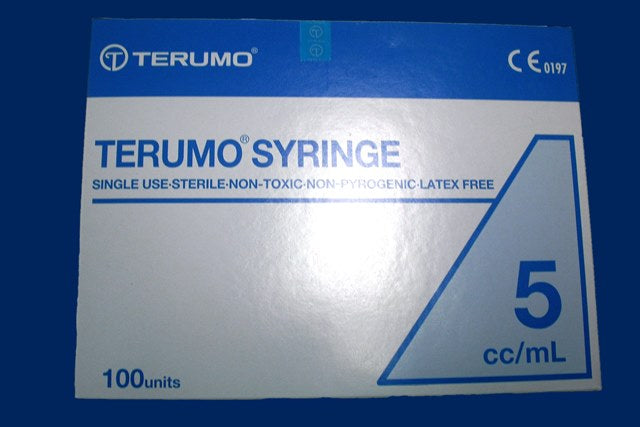 TERUMO®
CE 0197
TERUMO® SYRINGE
SINGLE USE·STERILE·NON-TOXIC·NON-PYROGENIC·LATEX FREE
5
cc/mL
100units